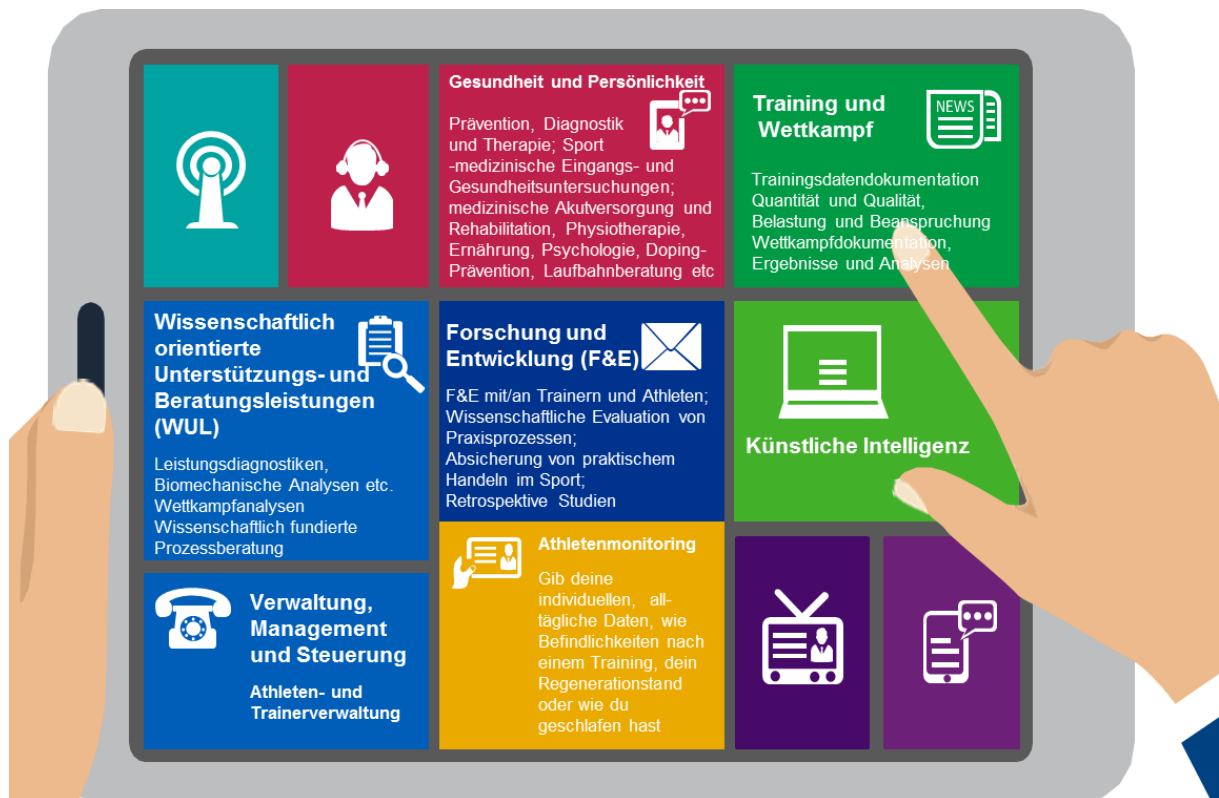 Gesundheit und Persönlichkeit
Prävention, Diagnostik
und Therapie; Sport
-medizinische Eingangs- und
Gesundheitsuntersuchungen;
medizinische Akutversorgung und
Rehabilitation, Physiotherapie,
Ernährung, Psychologie, Doping-
Prävention, Laufbahnberatung etc
Training und
Wettkampf
NEWS
Trainingsdatendokumentation
Quantität und Qualität,
Belastung und Beanspruchung
Wettkampfdokumentation,
Ergebnisse und Analysen
Wissenschaftlich
orientierte
Unterstützungs- und
Beratungsleistungen
(WUL)
Leistungsdiagnostiken,
Biomechanische Analysen etc.
Wettkampfanalysen
Wissenschaftlich fundierte
Prozessberatung
Forschung und
Entwicklung (F&E)
F&E mit/an Trainern und Athleten;
Wissenschaftliche Evaluation von
Praxisprozessen;
Absicherung von praktischem
Handeln im Sport;
Retrospektive Studien
Künstliche Intelligenz
Verwaltung,
Management
und Steuerung
Athleten- und
Trainerverwaltung
Athletenmonitoring
Gib deine
individuellen, all-
tägliche Daten, wie
Befindlichkeiten nach
einem Training, dein
Regenerationstand
oder wie du
geschlafen hast